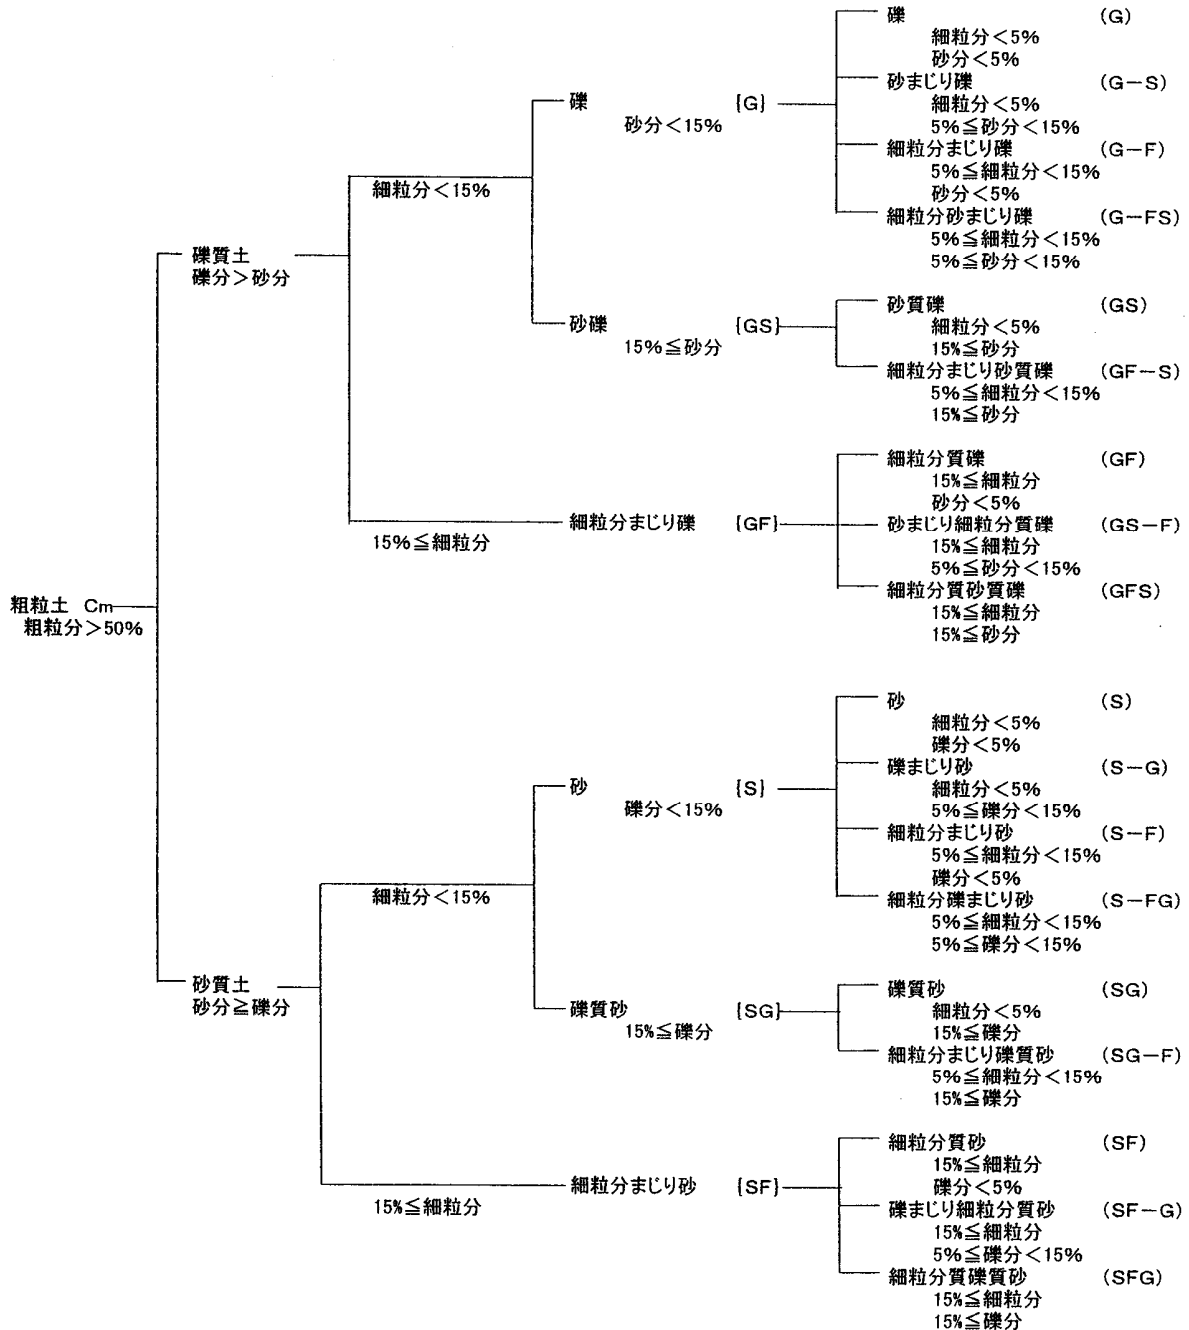 粗粒土 Cm
粗粒分＞50%
礫質土
礫分＞砂分
細粒分＜15%
礫 {G}
砂分＜15%
礫 (G)
細粒分＜5%
砂分＜5%
砂まじり礫 (G－S)
細粒分＜5%
5%≦砂分＜15%
細粒分まじり礫 (G－F)
5%≦細粒分＜15%
砂分＜5%
細粒分砂まじり礫 (G－FS)
5%≦細粒分＜15%
5%≦砂分＜15%
砂礫 {GS}
15%≦砂分
砂質礫 (GS)
細粒分＜5%
15%≦砂分
細粒分まじり砂質礫 (GF－S)
5%≦細粒分＜15%
15%≦砂分
15%≦細粒分
細粒分まじり礫 {GF}
細粒分質礫 (GF)
15%≦細粒分
砂分＜5%
砂まじり細粒分質礫 (GS－F)
15%≦細粒分
5%≦砂分＜15%
細粒分質砂質礫 (GFS)
15%≦細粒分
15%≦砂分
砂質土
砂分≧礫分
細粒分＜15%
砂 {S}
礫分＜15%
砂 (S)
細粒分＜5%
礫分＜5%
礫まじり砂 (S－G)
細粒分＜5%
5%≦礫分＜15%
細粒分まじり砂 (S－F)
5%≦細粒分＜15%
礫分＜5%
細粒分礫まじり砂 (S－FG)
5%≦細粒分＜15%
5%≦礫分＜15%
礫質砂 {SG}
15%≦礫分
礫質砂 (SG)
細粒分＜5%
15%≦礫分
細粒分まじり礫質砂 (SG－F)
5%≦細粒分＜15%
15%≦礫分
15%≦細粒分
細粒分まじり砂 {SF}
細粒分質砂 (SF)
15%≦細粒分
礫分＜5%
礫まじり細粒分質砂 (SF－G)
15%≦細粒分
5%≦礫分＜15%
細粒分質礫質砂 (SFG)
15%≦細粒分
15%≦礫分